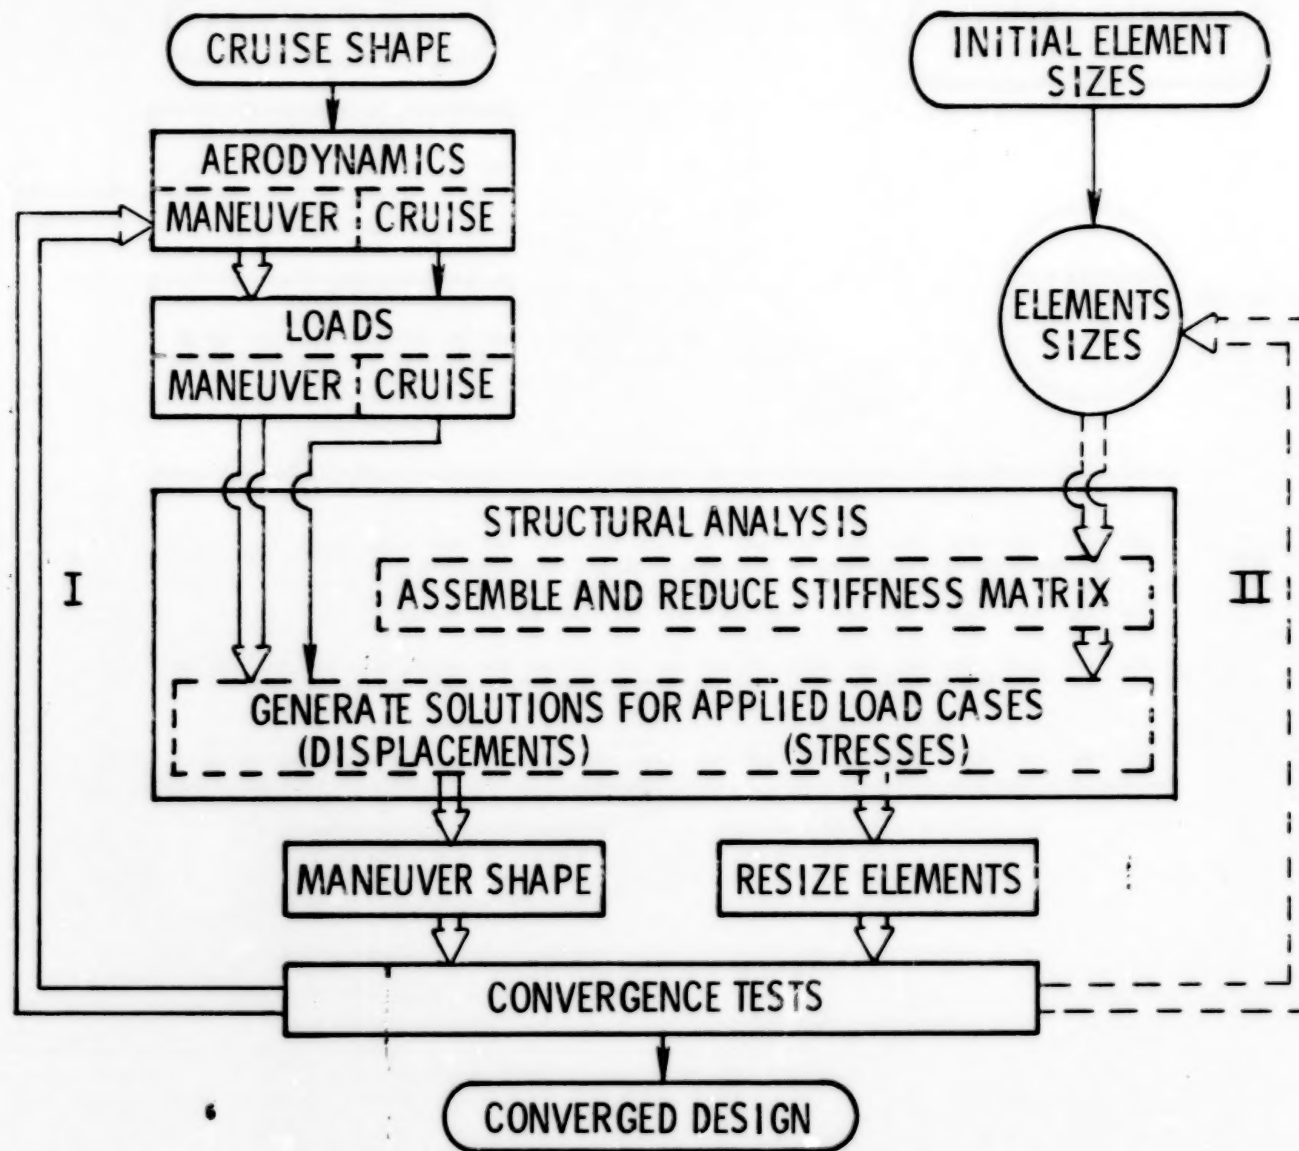 CRUISE SHAPE
INITIAL ELEMENT
SIZES
AERODYNAMICS
MANEUVER CRUISE
LOADS
MANEUVER CRUISE
ELEMENTS
SIZES
STRUCTURAL ANALYSIS
ASSEMBLE AND REDUCE STIFFNESS MATRIX
I
II
GENERATE SOLUTIONS FOR APPLIED LOAD CASES
(DISPLACEMENTS) (STRESSES)
MANEUVER SHAPE
RESIZE ELEMENTS
CONVERGENCE TESTS
CONVERGED DESIGN